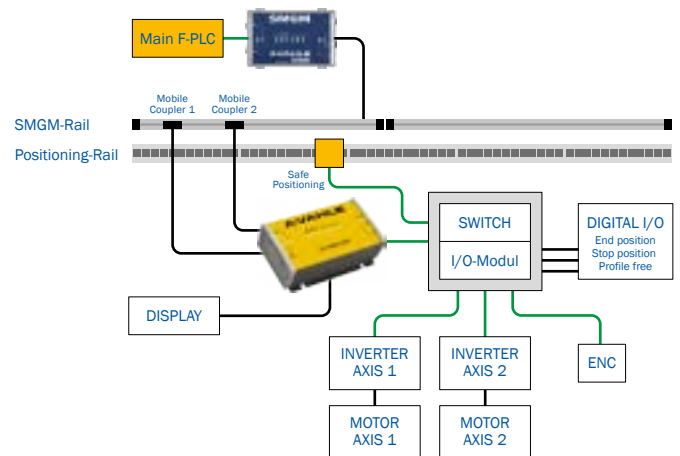 SMGM
Main F-PLC
Mobile
Coupler 1
Mobile
Coupler 2
SMGM-Rail
Positioning-Rail
Safe
Positioning
SWITCH
I/O-Modul
DIGITAL I/O
End position
Stop position
Profile free
DISPLAY
INVERTER
AXIS 1
INVERTER
AXIS 2
ENC
MOTOR
AXIS 1
MOTOR
AXIS 2